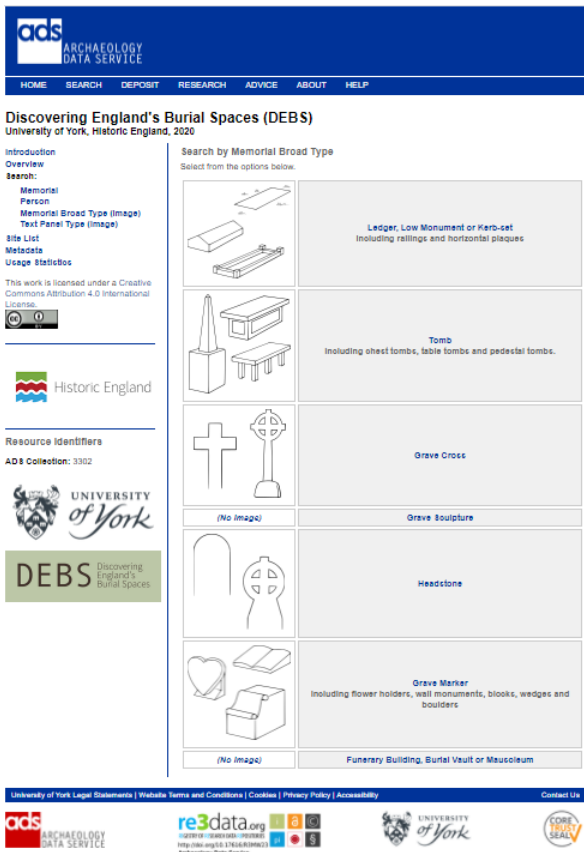 ads
ARCHAEOLOGY
DATA SERVICE
HOME SEARCH DEPOSIT RESEARCH ADVICE ABOUT HELP
Discovering England's Burial Spaces (DEBS)
University of York, Historic England, 2020
Introduction
Overview
Search:
Memorial
Person
Memorial Broad Type (Image)
Text Panel Type (Image)
Site List
Metadata
Usage Statistics
This work is licensed under a Creative
Commons Attribution 4.0 International
License.
cc BY
Historic England
Resource Identifiers
ADS Collection: 3302
UNIVERSITY
of York
DEBS Discovering
England's
Burial Spaces
Search by Memorial Broad Type
Select from the options below.
Ledger, Low Monument or Kerb-set
Including railings and horizontal plaques
Tomb
Including chest tombs, table tombs and pedestal tombs.
Grave Cross
(No Image) Grave Sculpture
Headstone
Grave Marker
Including flower holders, wall monuments, blocks, wedges and
boulders
(No Image) Funerary Building, Burial Vault or Mausoleum
University of York Legal Statements | Website Terms and Conditions | Cookies | Privacy Policy | Accessibility Contact Us
ads
ARCHAEOLOGY
DATA SERVICE
re3data.org
UNIVERSITY
of York
CORE
TRUST
SEAL